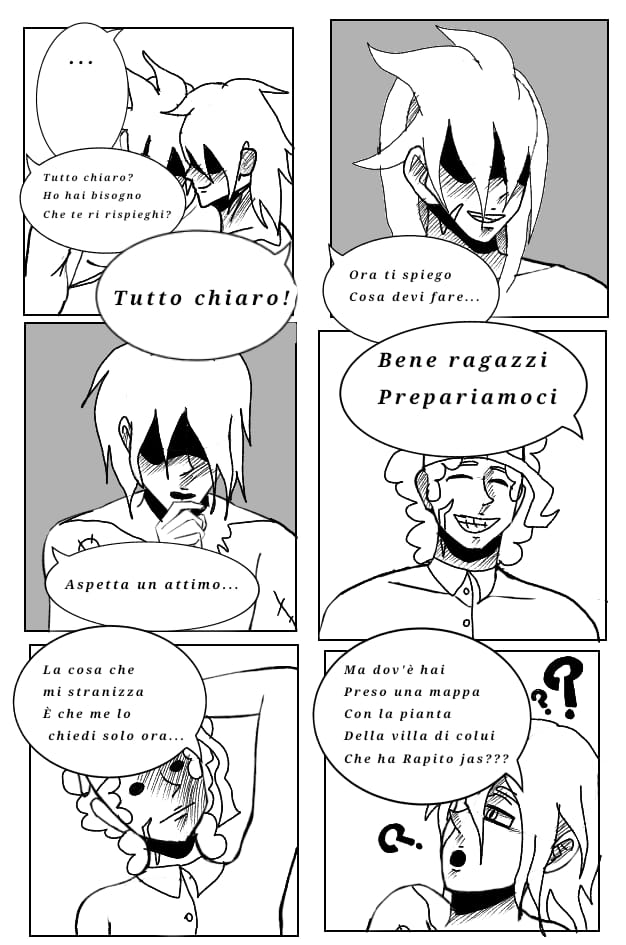 ...
Tutto chiaro?
Ho hai bisogno
Che te ri rispieghi?
Tutto chiaro!
Ora ti spiego
Cosa devi fare...
Aspetta un attimo...
Bene ragazzi
Prepariamoci
La cosa che
mi stranizza
È che me lo
chiedi solo ora...
Ma dov'è hai
Preso una mappa
Con la pianta
Della villa di colui
Che ha Rapito jas???
? ?
?.